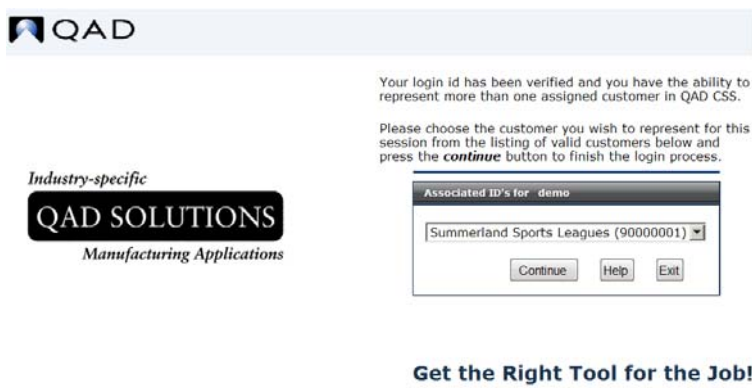 QAD
Your login id has been verified and you have the ability to
represent more than one assigned customer in QAD CSS.
Please choose the customer you wish to represent for this
session from the listing of valid customers below and
press the continue button to finish the login process.
Industry-specific
QAD SOLUTIONS
Manufacturing Applications
Associated ID's for demo
Summerland Sports Leagues (90000001)
Continue Help Exit
Get the Right Tool for the Job!